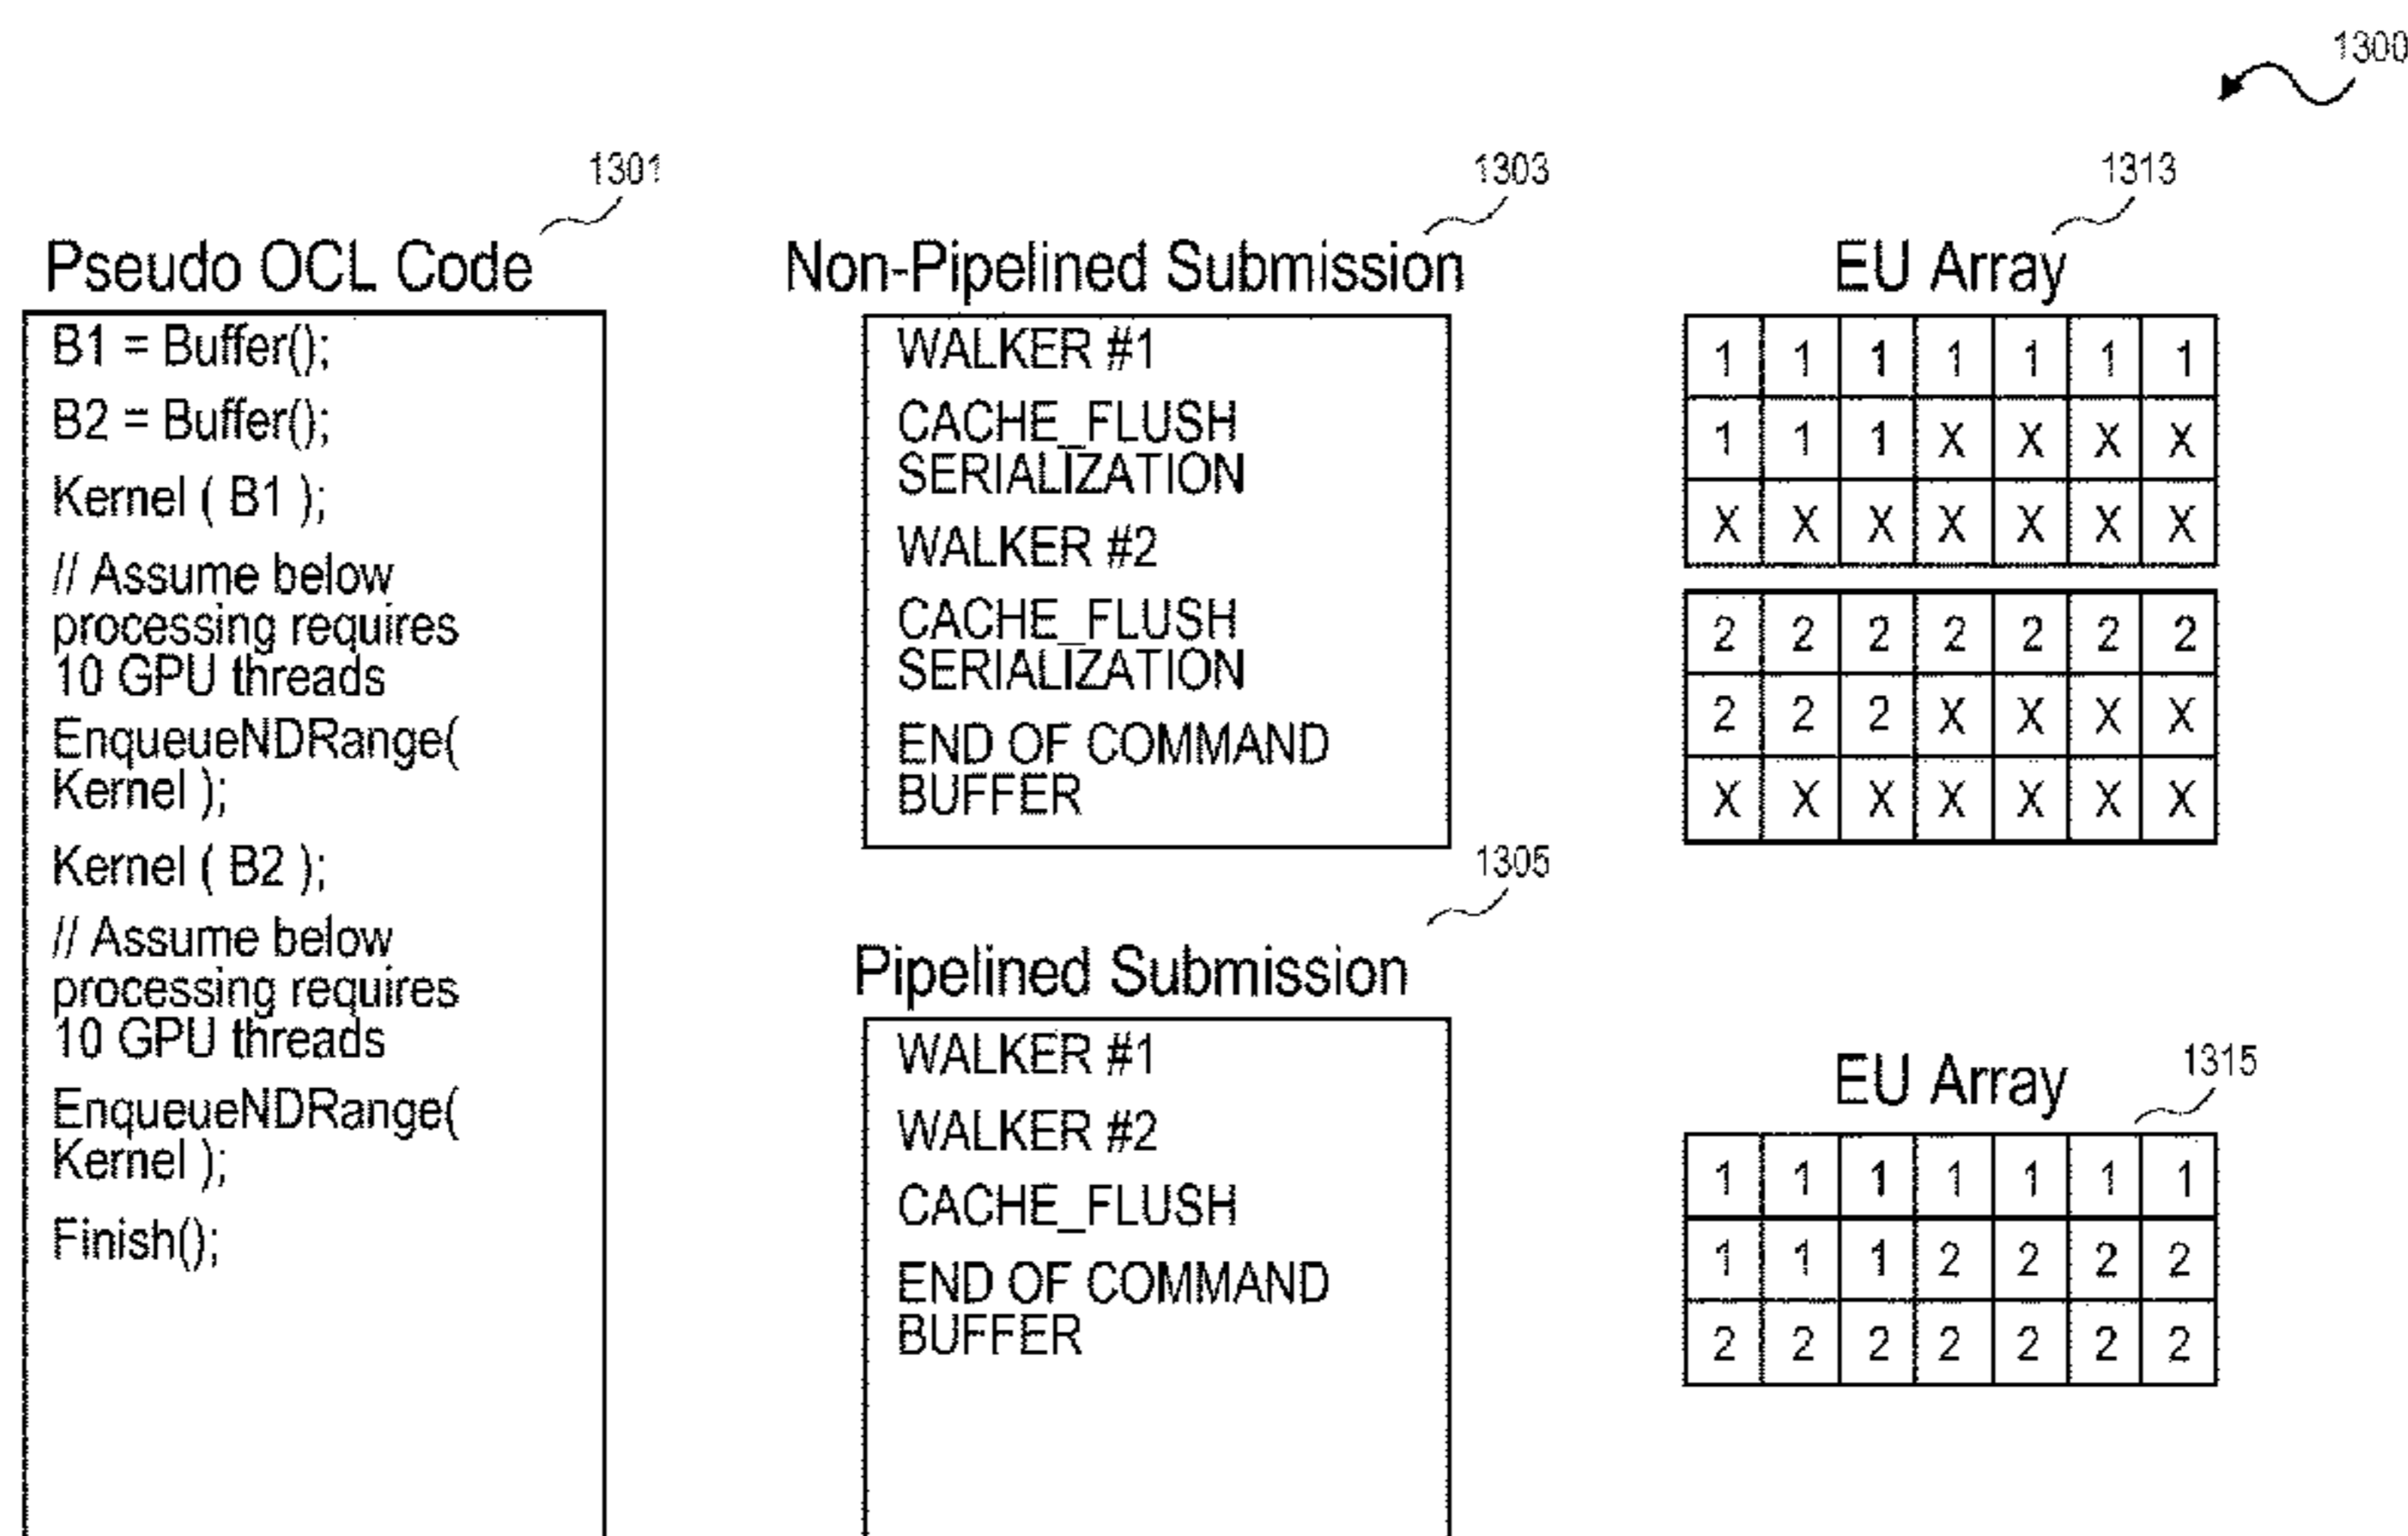 1300
1301
Pseudo OCL Code
B1 = Buffer();
B2 = Buffer();
Kernel ( B1 );
// Assume below
processing requires
10 GPU threads
EnqueueNDRange(
Kernel );
Kernel ( B2 );
// Assume below
processing requires
10 GPU threads
EnqueueNDRange(
Kernel );
Finish();
1303
Non-Pipelined Submission
WALKER #1
CACHE_FLUSH
SERIALIZATION
WALKER #2
CACHE_FLUSH
SERIALIZATION
END OF COMMAND
BUFFER
1313
EU Array
1 1 1 1 1 1 1
1 1 1 X X X X
X X X X X X X
2 2 2 2 2 2 2
2 2 2 X X X X
X X X X X X X
1305
Pipelined Submission
WALKER #1
WALKER #2
CACHE_FLUSH
END OF COMMAND
BUFFER
EU Array
1315
1 1 1 1 1 1 1
1 1 1 2 2 2 2
2 2 2 2 2 2 2